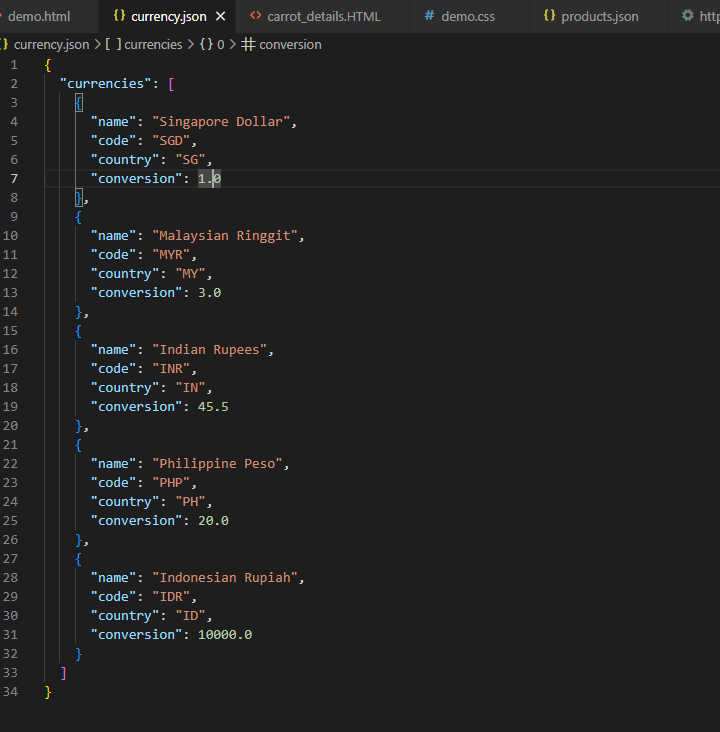 demo.html {} currency.json × <> carrot_details.HTML # demo.css {} products.json http
{} currency.json > [ ] currencies > {} 0 > # conversion
1 {
2   "currencies": [
3     {
4       "name": "Singapore Dollar",
5       "code": "SGD",
6       "country": "SG",
7       "conversion": 1.0
8     },
9     {
10       "name": "Malaysian Ringgit",
11       "code": "MYR",
12       "country": "MY",
13       "conversion": 3.0
14     },
15     {
16       "name": "Indian Rupees",
17       "code": "INR",
18       "country": "IN",
19       "conversion": 45.5
20     },
21     {
22       "name": "Philippine Peso",
23       "code": "PHP",
24       "country": "PH",
25       "conversion": 20.0
26     },
27     {
28       "name": "Indonesian Rupiah",
29       "code": "IDR",
30       "country": "ID",
31       "conversion": 10000.0
32     }
33   ]
34 }